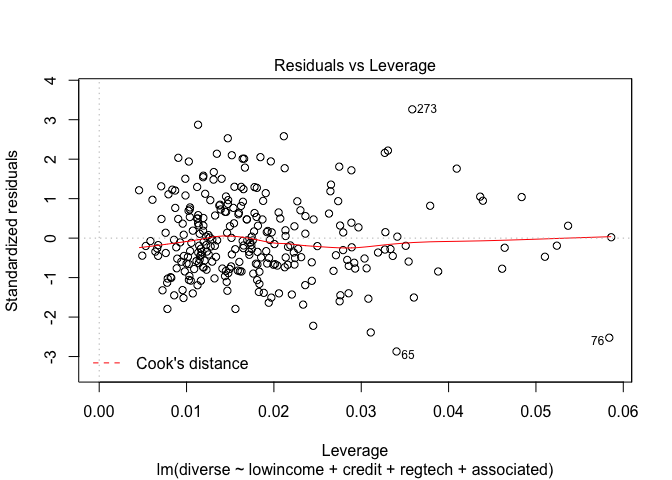 Residuals vs Leverage
Standardized residuals
4
3
2
1
0
-1
-2
-3
273
65
76
Cook's distance
0.00 0.01 0.02 0.03 0.04 0.05 0.06
Leverage
lm(diverse ~ lowincome + credit + regtech + associated)